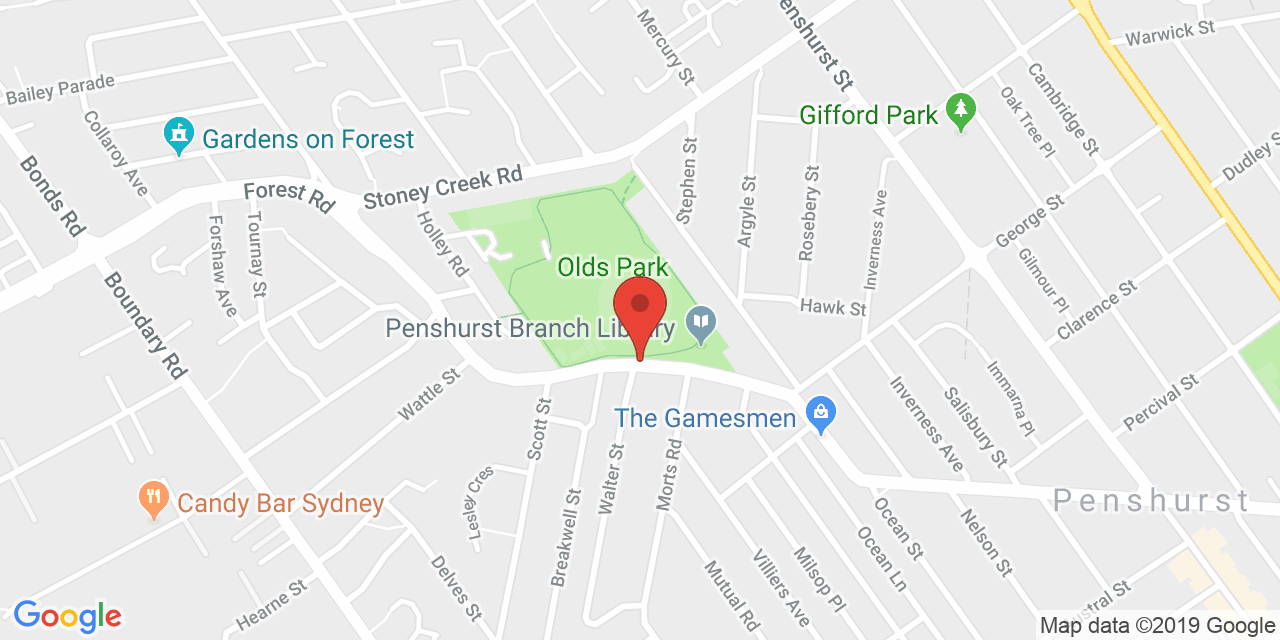 Mercury St
enshurst St
Warwick St
Bailey Parade
Collaroy Ave
Gardens on Forest
Gifford Park
Oak Tree Pl
Cambridge St
Dudley S
Bonds Rd
Forest Rd
Stoney Creek Rd
Stephen St
Argyle St
Rosebery St
Inverness Ave
George St
Forshaw Ave
Tournay St
Holley Rd
Olds Park
Hawk St
Gilmour Pl
Clarence St
Boundary Rd
Penshurst Branch Library
Wattle St
The Gamesmen
Inverness Ave
Salisbury St
Immarna Pl
Percival St
Scott St
Walter St
Morts Rd
Lesley Cres
Candy Bar Sydney
Penshurst
Breakwell St
Ocean St
Ocean Ln
Nelson St
Delves St
Hearne St
Mutual Rd
Villiers Ave
Milsop Pl
ustral St
Google
Map data ©2019 Google